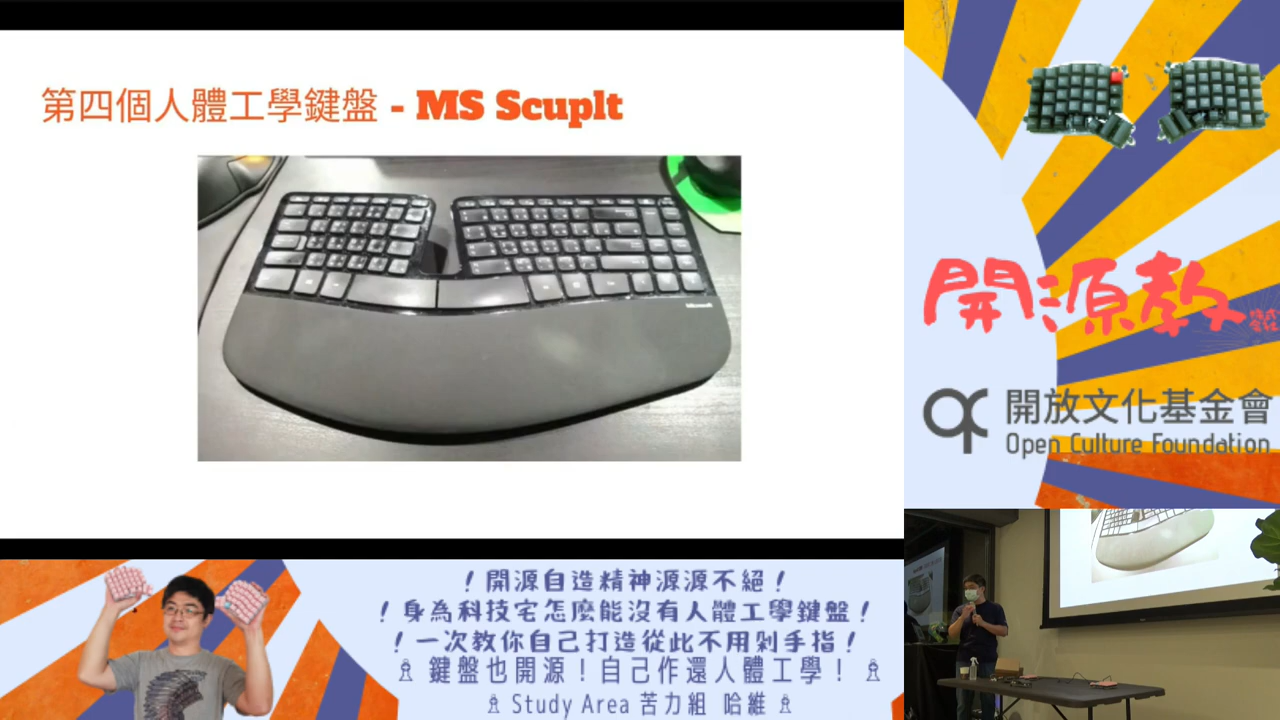 第四個人體工學鍵盤 - MS Scuplt
開源教
株式
会社
開放文化基金會
Open Culture Foundation
！開源自造精神源源不絕！
！身為科技宅怎麼能沒有人體工學鍵盤！
！一次教你自己打造從此不用剁手指！
鍵盤也開源！自己作還人體工學！
Study Area 苦力組 哈維